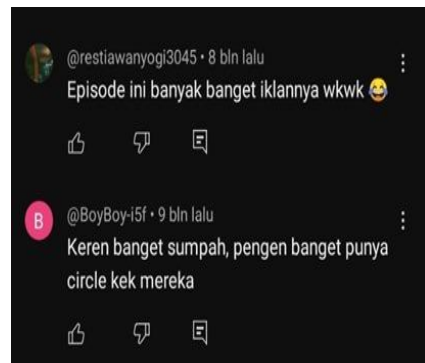 @restiawanyogi3045 • 8 bln lalu
Episode ini banyak banget iklannya wkwk 😂
B
@BoyBoy-i5f • 9 bln lalu
Keren banget sumpah, pengen banget punya
circle kek mereka